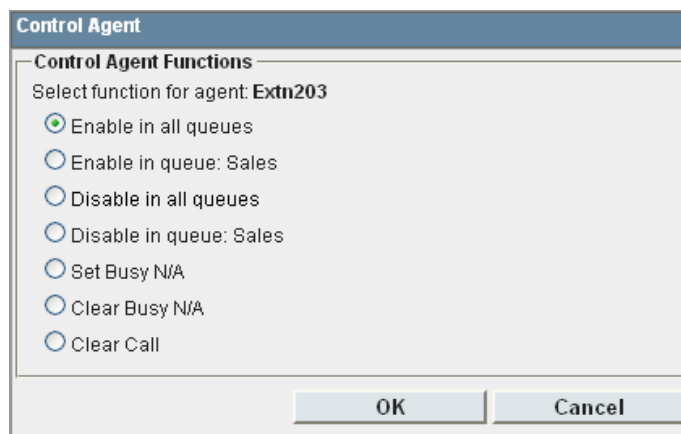 Control Agent
Control Agent Functions
Select function for agent: Extn203
Enable in all queues
Enable in queue: Sales
Disable in all queues
Disable in queue: Sales
Set Busy N/A
Clear Busy N/A
Clear Call
OK Cancel